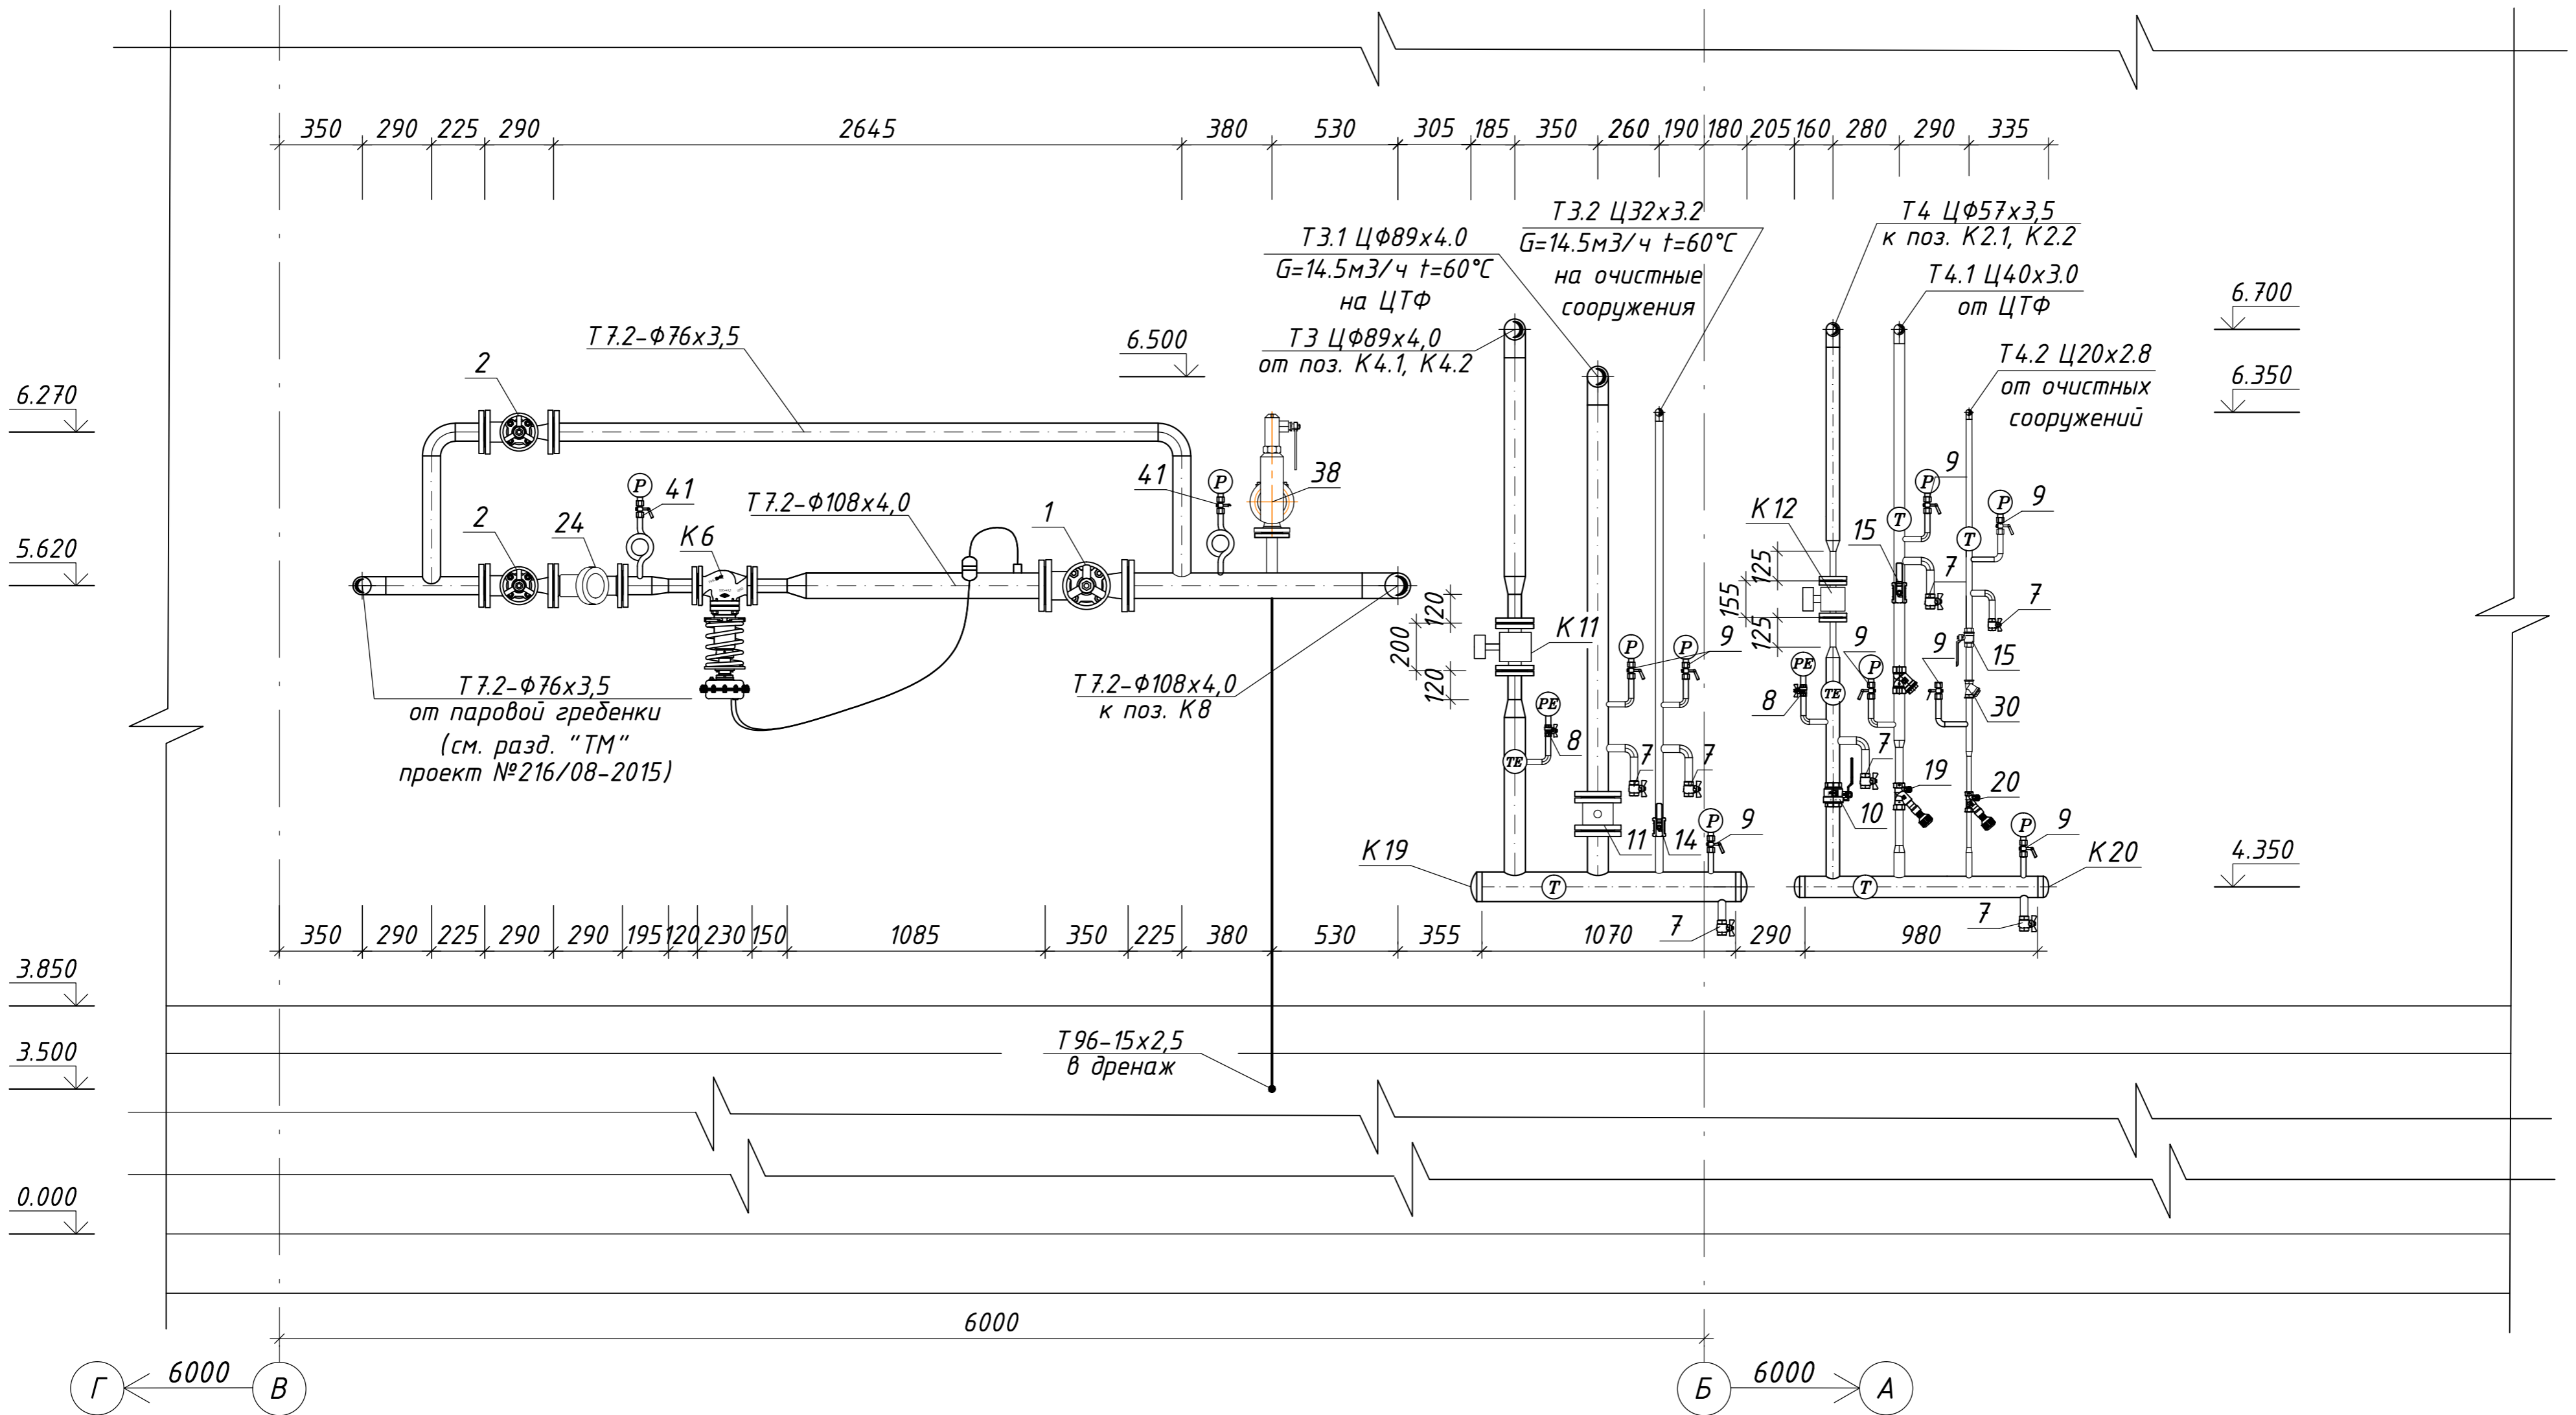 350 290 225 290 2645 380 530 305 185 350 260 190 180 205 160 280 290 335
Т3.2 Ц32х3.2
G=14.5м3/ч t=60°С
на очистные
сооружения
Т4 ЦФ57х3,5
к поз. К2.1, К2.2
Т3.1 ЦФ89х4.0
G=14.5м3/ч t=60°С
на ЦТФ
Т4.1 Ц40х3.0
от ЦТФ
6.700
Т7.2-Ф76х3,5
6.500
Т3 ЦФ89х4,0
от поз. К4.1, К4.2
Т4.2 Ц20х2.8
от очистных
сооружений
6.350
2
6.270
P
41
Т7.2-Ф108х4,0
41
P
38
1
2
24
К6
5.620
К12
15
T
P
9
P
9
T
7
7
125
155
125
120
200
120
К11
P
P
9
PE
9
P
TE
9
15
30
8
Т7.2-Ф76х3,5
от паровой гребенки
(см. разд. "ТМ"
проект №216/08-2015)
Т7.2-Ф108х4,0
к поз. К8
PE
8
TE
7
7
7
19
20
10
11
14
P
9
P
9
К19
T
T
К20
4.350
7
7
350 290 225 290 290 195 120 230 150 1085 350 225 380 530 355 1070 290 980
3.850
3.500
Т96-15х2,5
в дренаж
0.000
6000
Г
6000
В
Б
6000
А